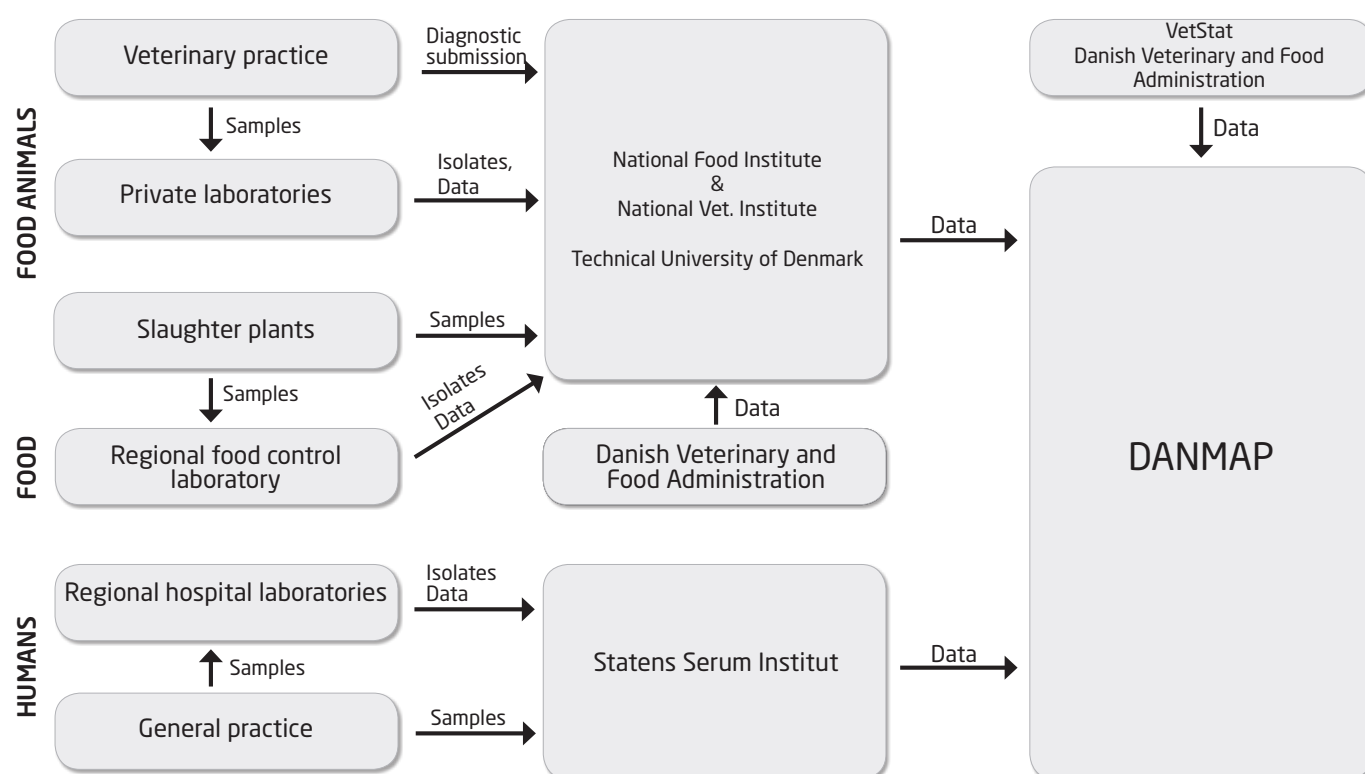 FOOD ANIMALS
Veterinary practice
Diagnostic
submission
Samples
Private laboratories
Isolates,
Data
Slaughter plants
Samples
Samples
FOOD
Regional food control
laboratory
Isolates
Data
National Food Institute
&
National Vet. Institute
Technical University of Denmark
Data
Danish Veterinary and
Food Administration
Data
VetStat
Danish Veterinary and Food
Administration
Data
DANMAP
HUMANS
Regional hospital laboratories
Isolates
Data
Samples
General practice
Samples
Statens Serum Institut
Data